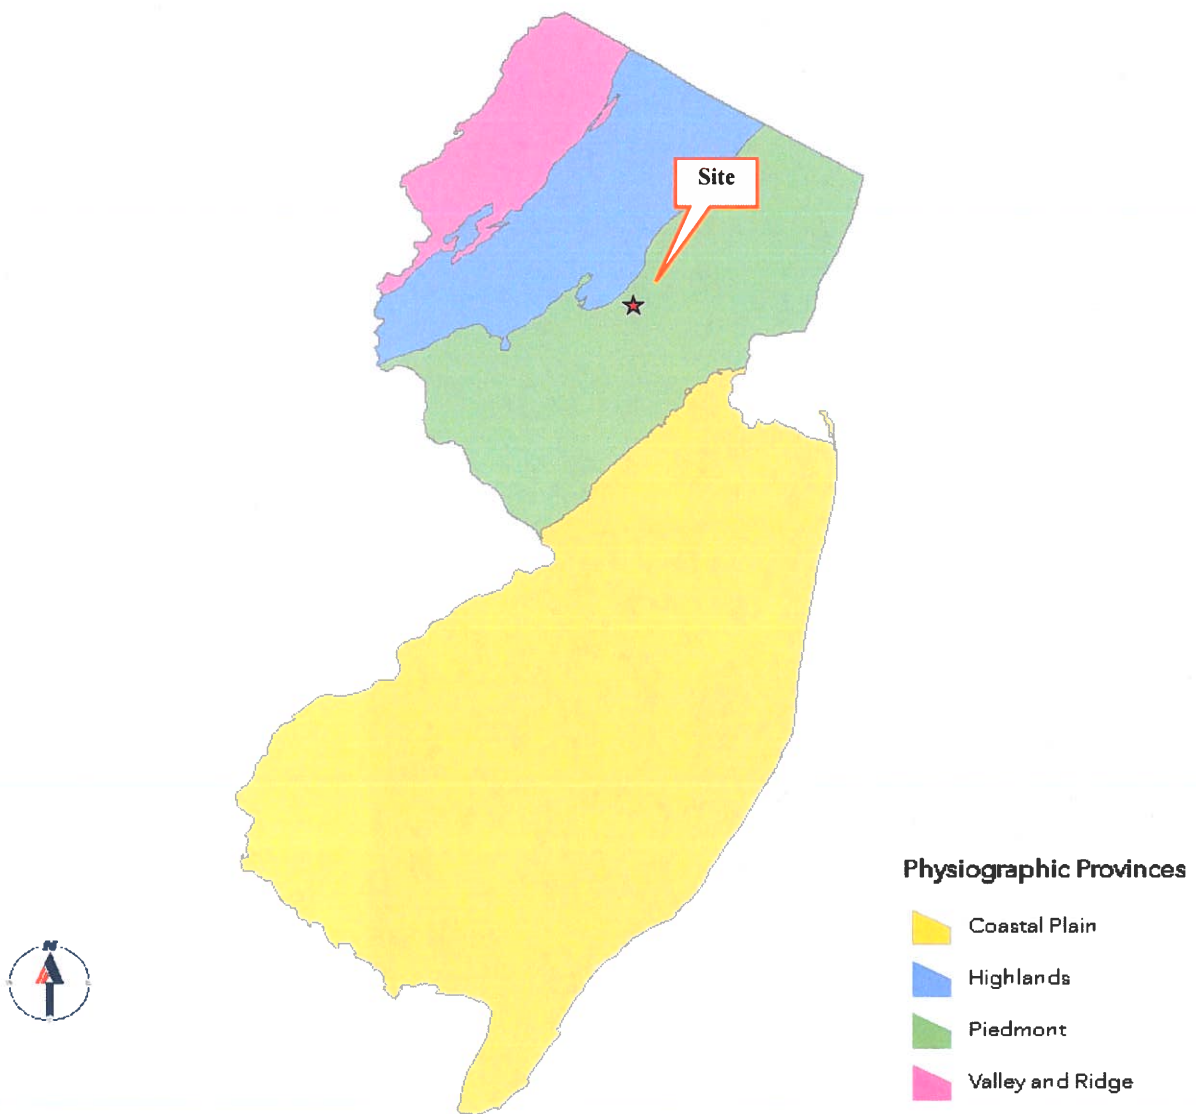 Site
Physiographic Provinces
Coastal Plain
Highlands
Piedmont
Valley and Ridge
N